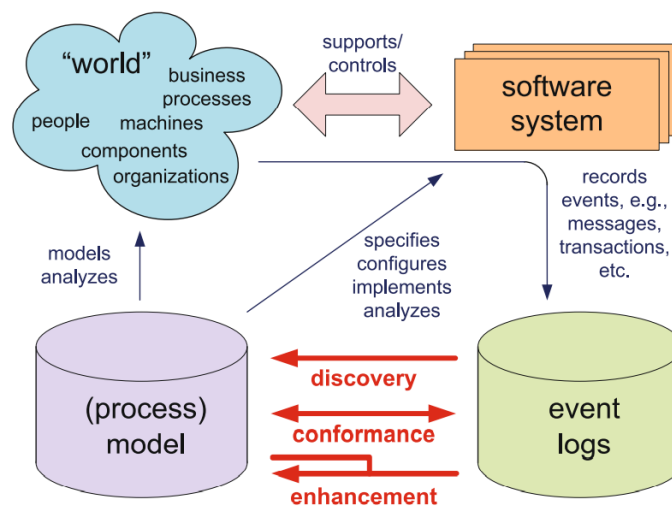 “world”
business
processes
people
machines
components
organizations
supports/
controls
software
system
records
events, e.g.,
messages,
transactions,
etc.
models
analyzes
specifies
configures
implements
analyzes
(process)
model
discovery
conformance
enhancement
event
logs